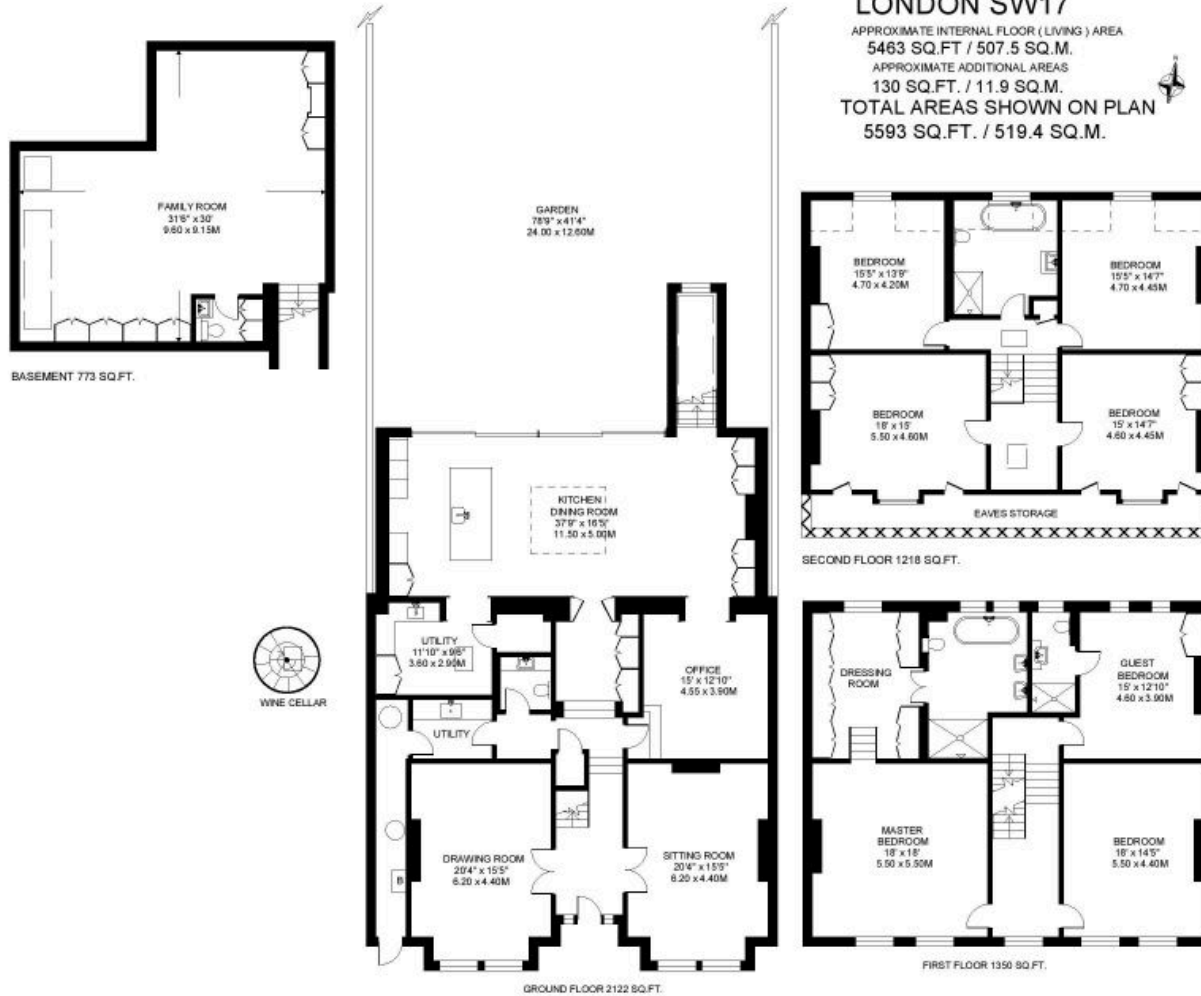 LONDON SW17
APPROXIMATE INTERNAL FLOOR ( LIVING ) AREA
5463 SQ.FT / 507.5 SQ.M.
APPROXIMATE ADDITIONAL AREAS
130 SQ.FT. / 11.9 SQ.M.
TOTAL AREAS SHOWN ON PLAN
5593 SQ.FT. / 519.4 SQ.M.
N
FAMILY ROOM
31'6" x 30'
9.60 x 9.15M
BASEMENT 773 SQ.FT.
GARDEN
78'9" x 41'4"
24.00 x 12.60M
KITCHEN /
DINING ROOM
37'9" x 16'5"
11.50 x 5.00M
UTILITY
11'10" x 9'6"
3.60 x 2.90M
OFFICE
15' x 12'10"
4.55 x 3.90M
UTILITY
WINE CELLAR
DRAWING ROOM
20'4" x 15'5"
6.20 x 4.40M
SITTING ROOM
20'4" x 15'5"
6.20 x 4.40M
B
GROUND FLOOR 2122 SQ.FT.
BEDROOM
15'5" x 13'9"
4.70 x 4.20M
BEDROOM
15'5" x 14'7"
4.70 x 4.45M
BEDROOM
18' x 15'
5.50 x 4.60M
BEDROOM
15' x 14'7"
4.60 x 4.45M
EAVES STORAGE
SECOND FLOOR 1218 SQ.FT.
DRESSING
ROOM
GUEST
BEDROOM
15' x 12'10"
4.60 x 3.90M
MASTER
BEDROOM
18' x 18'
5.50 x 5.50M
BEDROOM
18' x 14'5"
5.50 x 4.40M
FIRST FLOOR 1350 SQ.FT.